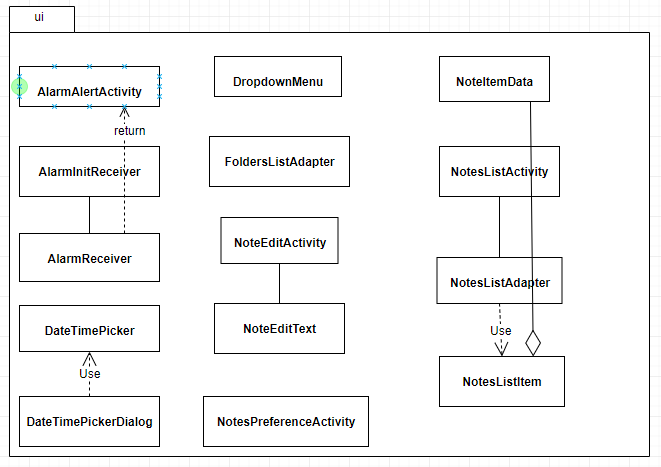 ui
AlarmAlertActivity
DropdownMenu
NoteItemData
return
AlarmInitReceiver
FoldersListAdapter
NotesListActivity
AlarmReceiver
NoteEditActivity
NotesListAdapter
DateTimePicker
NoteEditText
Use
Use
NotesListItem
DateTimePickerDialog
NotesPreferenceActivity